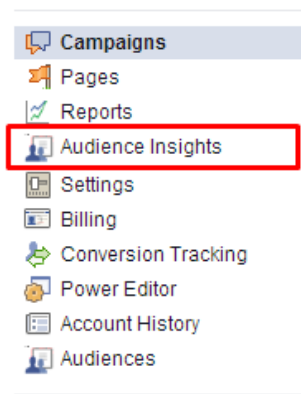 Campaigns
Pages
Reports
Audience Insights
Settings
Billing
Conversion Tracking
Power Editor
Account History
Audiences